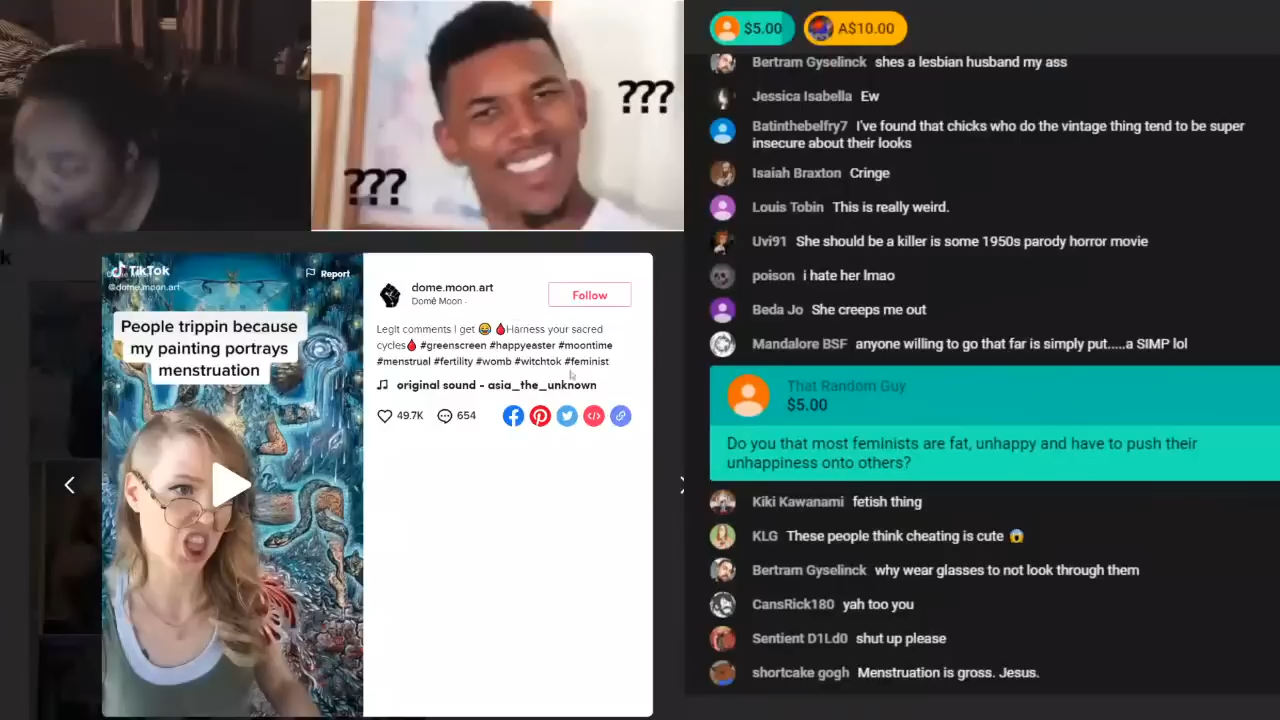 ???
???
k
TikTok
@dome.moon.art
Report
People trippin because
my painting portrays
menstruation
dome.moon.art
Domê Moon ·
Follow
Legit comments I get 😂 🩸Harness your sacred
cycles🩸 #greenscreen #happyeaster #moontime
#menstrual #fertility #womb #witchtok #feminist
original sound - asia_the_unknown
49.7K
654
$5.00
A$10.00
Bertram Gyselinck shes a lesbian husband my ass
Jessica Isabella Ew
Batinthebelfry7 I've found that chicks who do the vintage thing tend to be super
insecure about their looks
Isaiah Braxton Cringe
Louis Tobin This is really weird.
Uvi91 She should be a killer is some 1950s parody horror movie
poison i hate her lmao
Beda Jo She creeps me out
Mandalore BSF anyone willing to go that far is simply put.....a SIMP lol
That Random Guy
$5.00
Do you that most feminists are fat, unhappy and have to push their
unhappiness onto others?
Kiki Kawanami fetish thing
KLG These people think cheating is cute 😱
Bertram Gyselinck why wear glasses to not look through them
CansRick180 yah too you
Sentient D1Ld0 shut up please
shortcake gogh Menstruation is gross. Jesus.